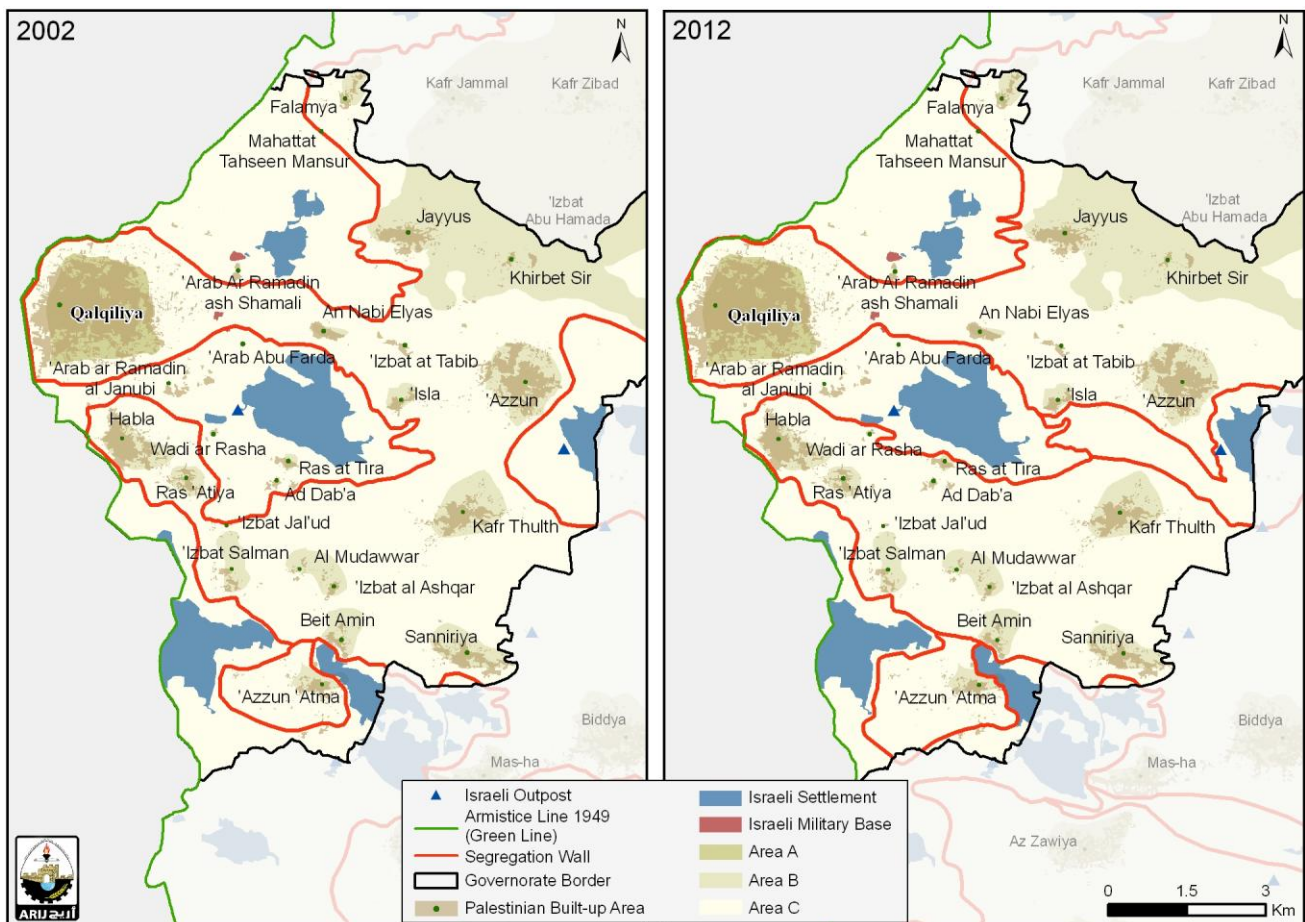 2002
N
Kafr Jammal
Kafr Zibad
Falamya
Mahattat
Tahseen Mansur
'Izbat
Abu Hamada
Jayyus
Khirbet Sir
'Arab Ar Ramadin
ash Shamali
Qalqiliya
An Nabi Elyas
'Arab Abu Farda
'Izbat at Tabib
'Arab ar Ramadin
al Janubi
'Isla
'Azzun
Habla
Wadi ar Rasha
Ras at Tira
Ras 'Atiya
Ad Dab'a
Kafr Thulth
'Izbat Jal'ud
'Izbat Salman
Al Mudawwar
'Izbat al Ashqar
Beit Amin
Sanniriya
'Azzun 'Atma
Biddya
Mas-ha
2012
N
Kafr Jammal
Kafr Zibad
Falamya
Mahattat
Tahseen Mansur
'Izbat
Abu Hamada
Jayyus
Khirbet Sir
'Arab Ar Ramadin
ash Shamali
Qalqiliya
An Nabi Elyas
'Arab Abu Farda
'Izbat at Tabib
'Arab ar Ramadin
al Janubi
'Isla
'Azzun
Habla
Wadi ar Rasha
Ras at Tira
Ras 'Atiya
Ad Dab'a
Kafr Thulth
'Izbat Jal'ud
'Izbat Salman
Al Mudawwar
'Izbat al Ashqar
Beit Amin
Sanniriya
'Azzun 'Atma
Biddya
Mas-ha
Az Zawiya
Israeli Outpost
Armistice Line 1949
(Green Line)
Segregation Wall
Governorate Border
Palestinian Built-up Area
Israeli Settlement
Israeli Military Base
Area A
Area B
Area C
0 1.5 3
Km
ARIJ أريج